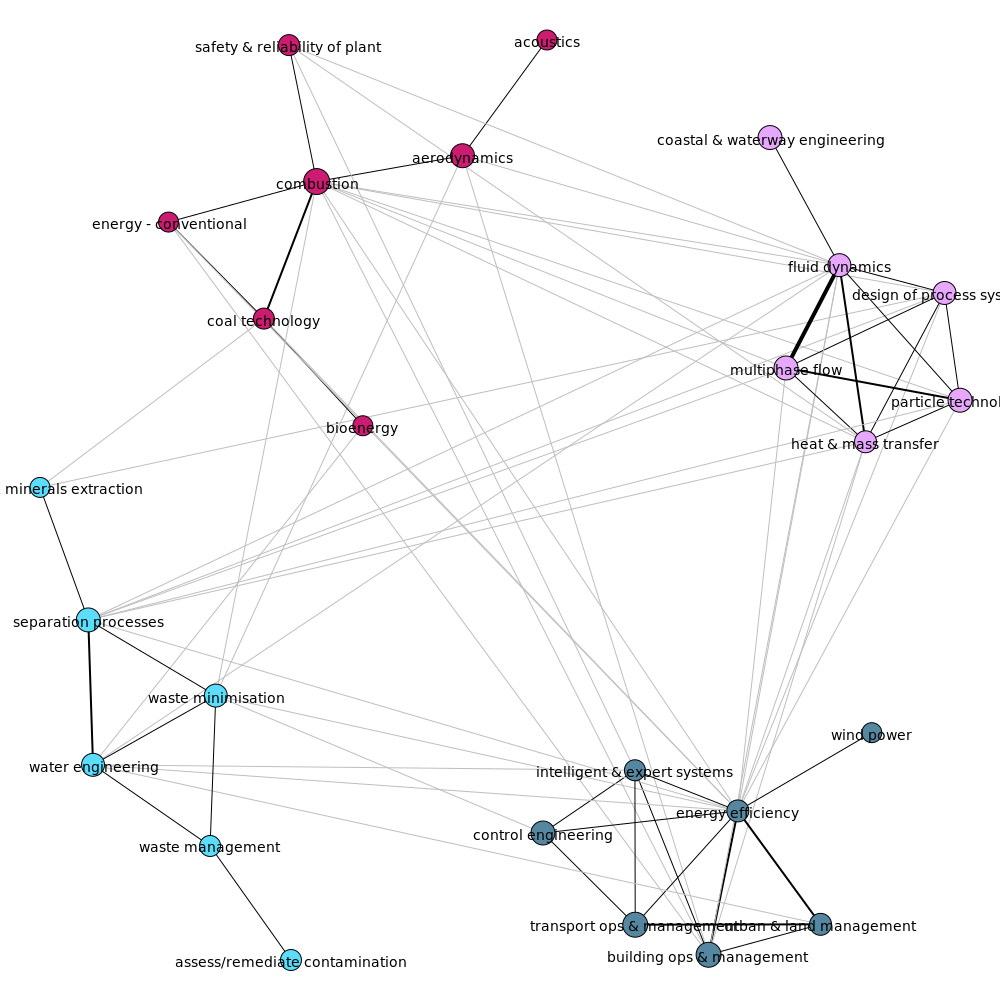 acoustics
safety & reliability of plant
coastal & waterway engineering
aerodynamics
combustion
energy - conventional
fluid dynamics
design of process sys
coal technology
multiphase flow
particle technol
bioenergy
heat & mass transfer
minerals extraction
separation processes
waste minimisation
wind power
water engineering
intelligent & expert systems
energy efficiency
control engineering
waste management
transport ops & management
urban & land management
building ops & management
assess/remediate contamination